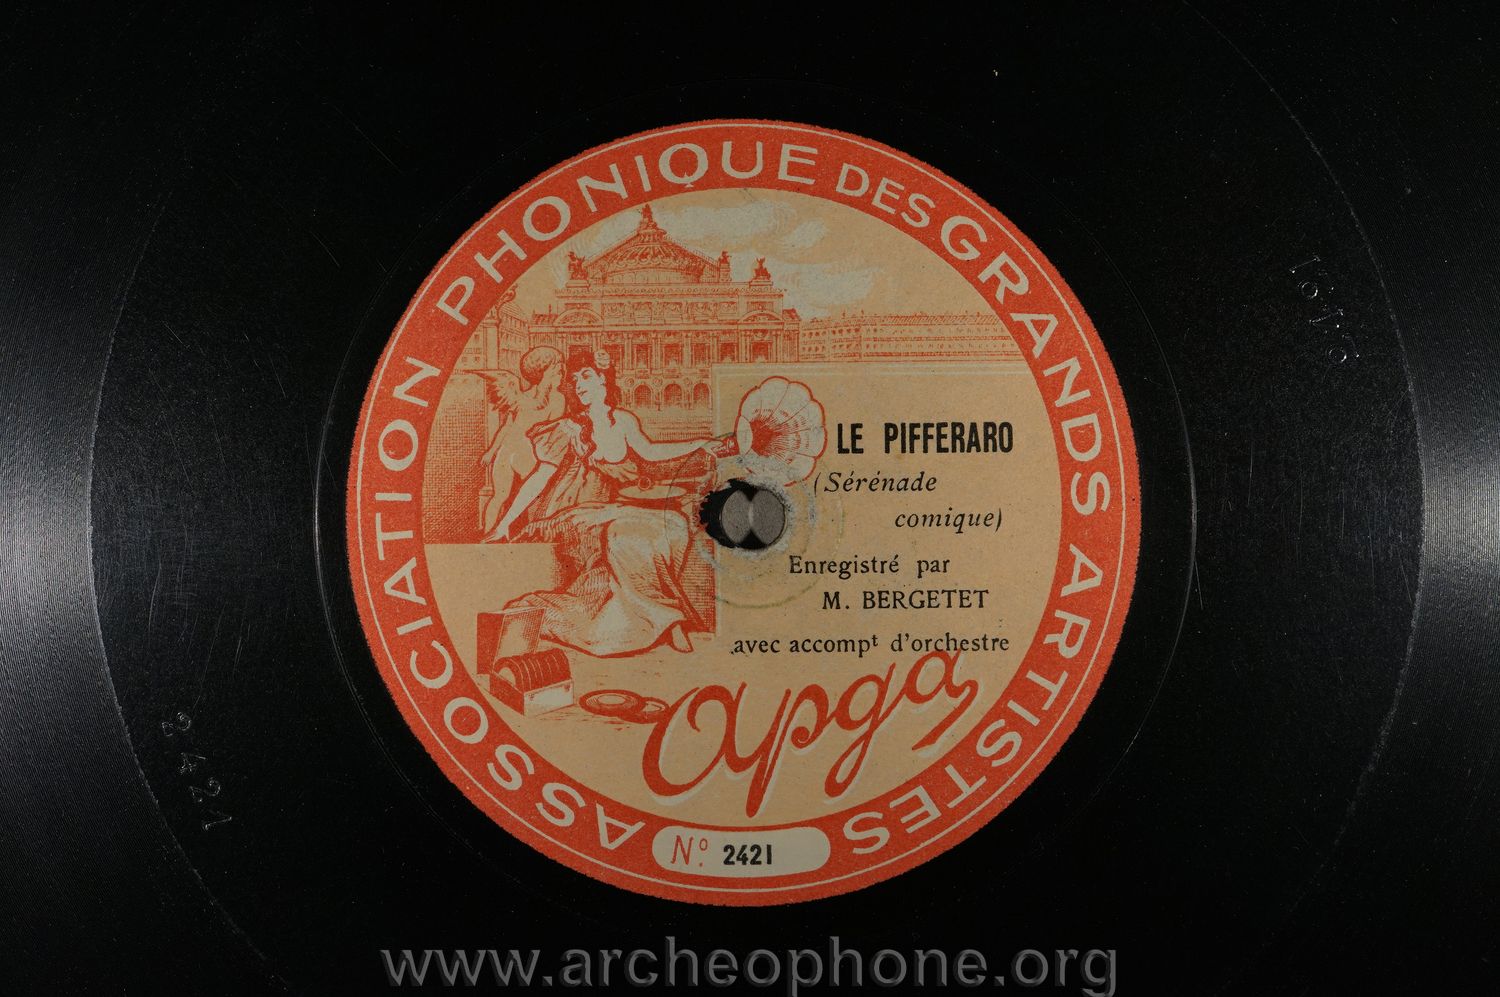 ASSOCIATION PHONIQUE DES GRANDS ARTISTES
LE PIFFERARO
(Sérénade
comique)
Enregistré par
M. BERGETET
avec accompt d'orchestre
apga
Nº. 2421
2421
www.archeophone.org